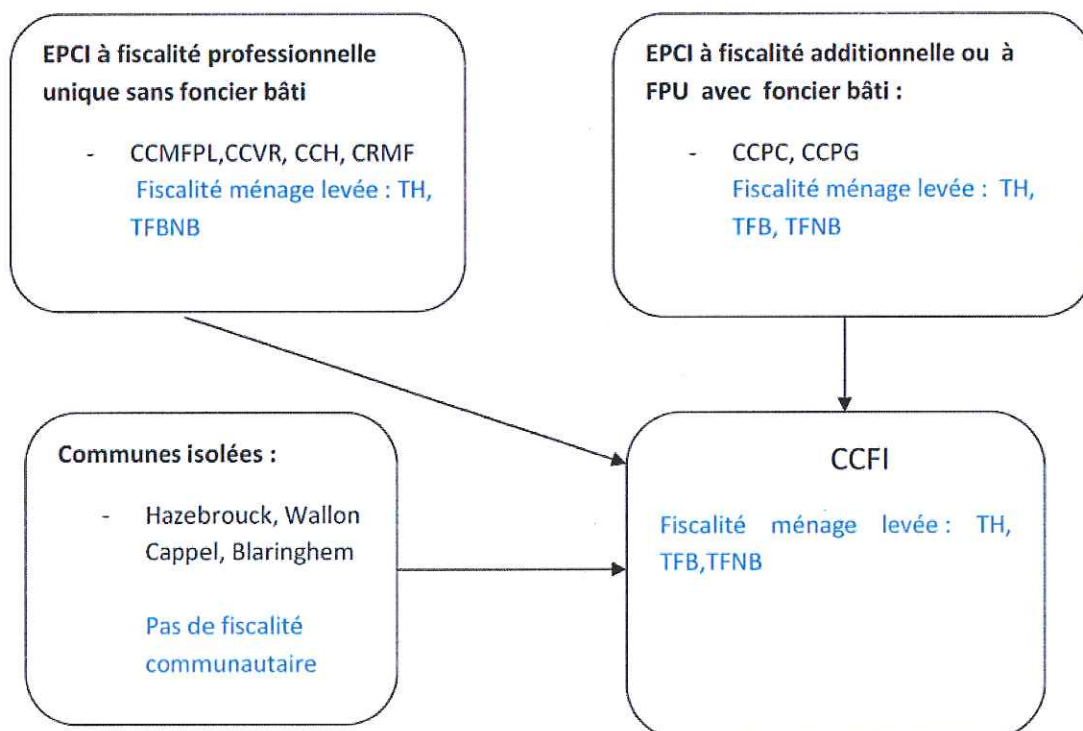 EPCI à fiscalité professionnelle
unique sans foncier bâti
- CCMFPL,CCVR, CCH, CRMF
Fiscalité ménage levée : TH,
TFBNB
EPCI à fiscalité additionnelle ou à
FPU avec foncier bâti :
- CCPC, CCPG
Fiscalité ménage levée : TH,
TFB, TFNB
Communes isolées :
- Hazebrouck, Wallon
Cappel, Blaringhem
Pas de fiscalité
communautaire
CCFI
Fiscalité ménage levée : TH,
TFB,TFNB